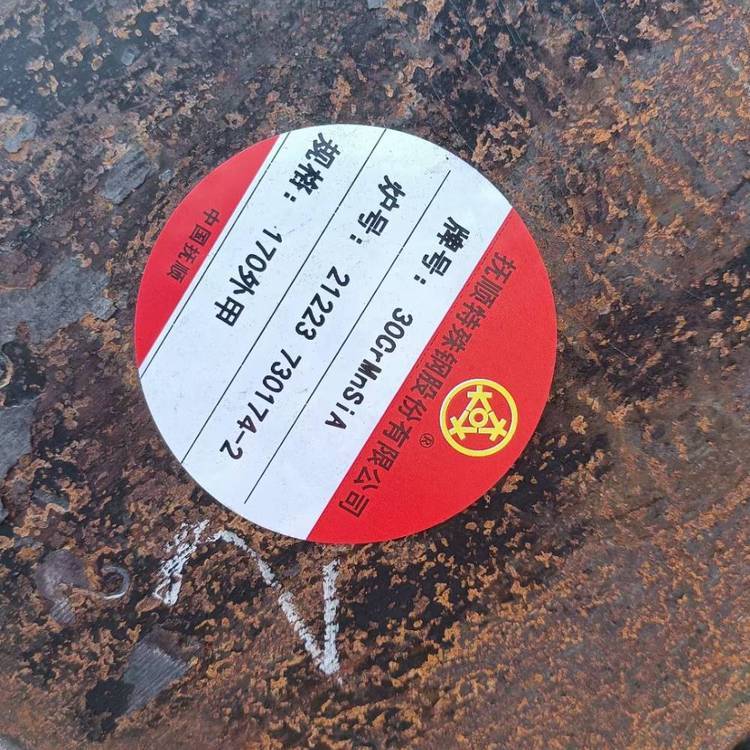 抚顺特殊钢股份有限公司
®
牌号：30CrMnSiA
炉号：21223 730174-2
规格：170外甲
中国抚顺